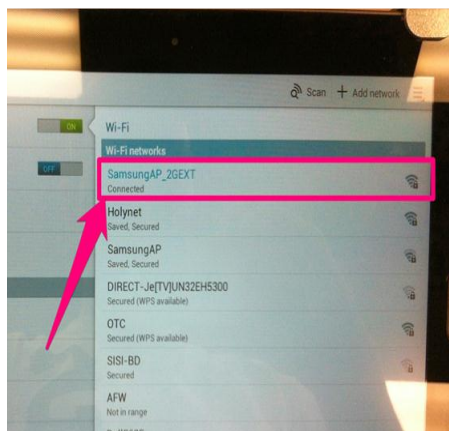 Scan + Add network
ON
Wi-Fi
Wi-Fi networks
OFF
SamsungAP_2GEXT
Connected
Holynet
Saved, Secured
SamsungAP
Saved, Secured
DIRECT-Je[TV]UN32EH5300
Secured (WPS available)
OTC
Secured (WPS available)
SISI-BD
Secured
AFW
Not in range